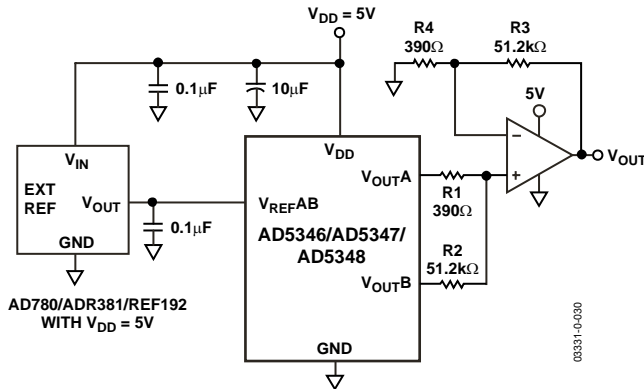 V_DD = 5V
R4
390Ω
R3
51.2kΩ
0.1μF
10μF
5V
V_IN
EXT
REF
V_OUT
GND
0.1μF
V_DD
V_REFAB
AD5346/AD5347/
AD5348
V_OUTA
V_OUTB
GND
R1
390Ω
R2
51.2kΩ
−
+
V_OUT
AD780/ADR381/REF192
WITH V_DD = 5V
03331-0-030